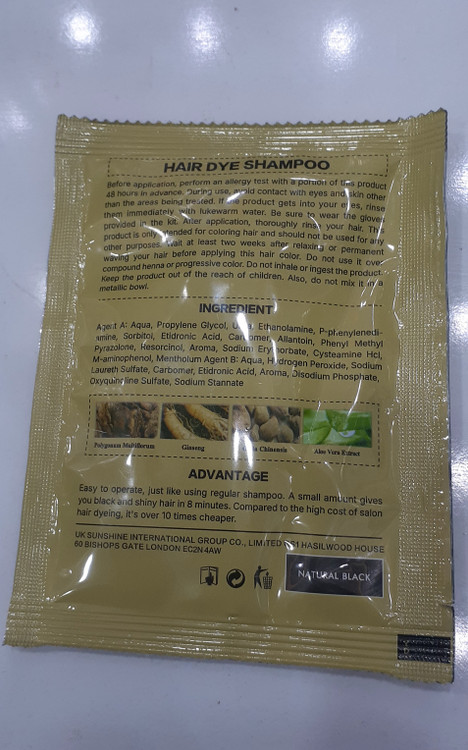 HAIR DYE SHAMPOO
Before application, perform an allergy test with a portion of this product
48 hours in advance. During use, avoid contact with eyes and skin other
than the areas being treated. If the product gets into your eyes, rinse
them immediately with lukewarm water. Be sure to wear the gloves
provided in the kit. After application, thoroughly rinse your hair. This
product is only intended for coloring hair and should not be used for any
other purposes. Wait at least two weeks after relaxing or permanent
waving your hair before applying this hair color. Do not use it over
compound henna or progressive color. Do not inhale or ingest the product.
Keep the product out of the reach of children. Also, do not mix it in a
metallic bowl.
INGREDIENT
Agent A: Aqua, Propylene Glycol, Ethanolamine, P-phenylenedi-
amine, Sorbitol, Etidronic Acid, Carbomer, Allantoin, Phenyl Methyl
Pyrazolone, Resorcinol, Aroma, Sodium Erythorbate, Cysteamine Hcl,
M-aminophenol, Mentholum Agent B: Aqua, Hydrogen Peroxide, Sodium
Laureth Sulfate, Carbomer, Etidronic Acid, Aroma, Disodium Phosphate,
Oxyquinoline Sulfate, Sodium Stannate
Polygonum Multiflorum
Ginseng
Chinensis
Aloe Vera Extract
ADVANTAGE
Easy to operate, just like using regular shampoo. A small amount gives
you black and shiny hair in 8 minutes. Compared to the high cost of salon
hair dyeing, it's over 10 times cheaper.
UK SUNSHINE INTERNATIONAL GROUP CO., LIMITED HASILWOOD HOUSE
60 BISHOPS GATE LONDON EC2N 4AW
NATURAL BLACK